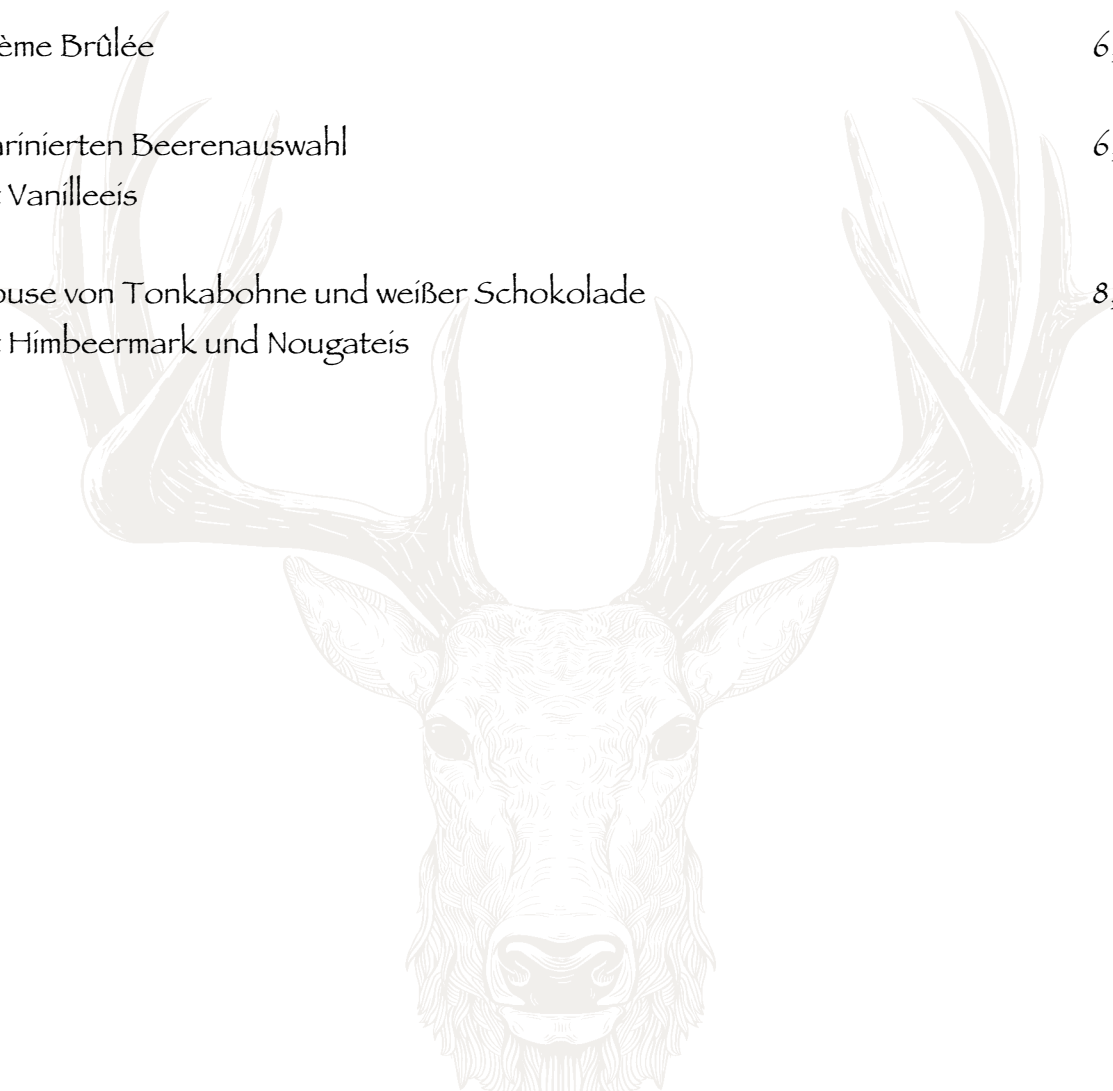 ème Brûlée 6,
arinierten Beerenauswahl 6,
Vanilleeis
ouse von Tonkabohne und weißer Schokolade 8,
Himbeermark und Nougateis